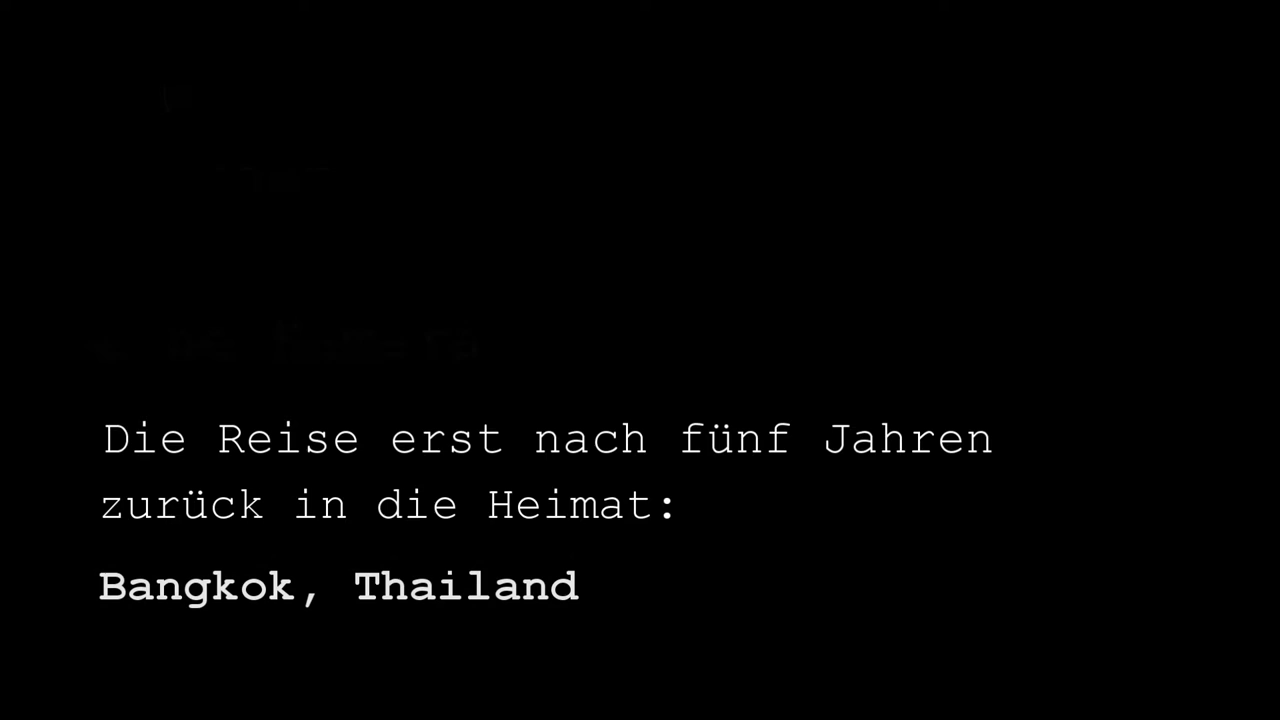 Die Reise erst nach fünf Jahren
zurück in die Heimat:
Bangkok, Thailand